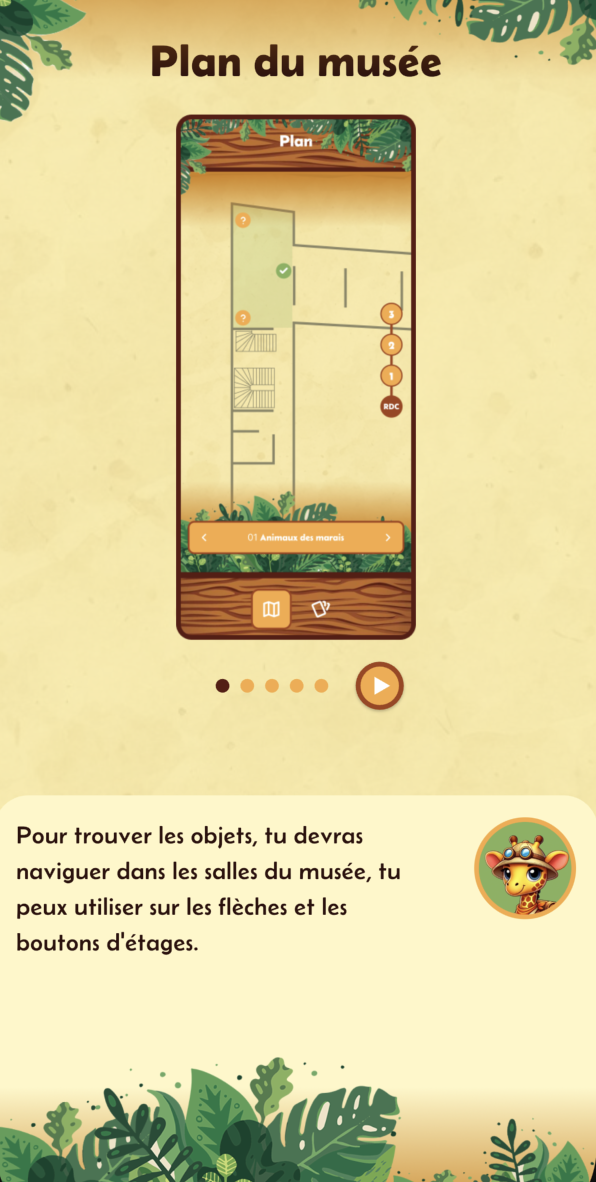 Plan du musée
Plan
?
?
3
2
1
RDC
01 Animaux des marais
Pour trouver les objets, tu devras
naviguer dans les salles du musée, tu
peux utiliser sur les flèches et les
boutons d'étages.